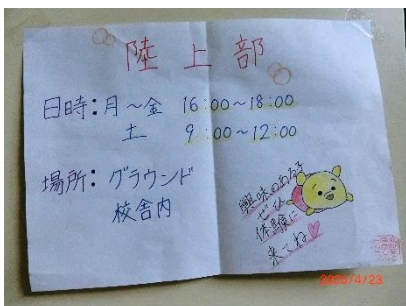 陸上部
日時:月～金 16:00～18:00
土 9:00～12:00
場所:グラウンド
校舎内
興味のある子
ぜひ
体験に
来てね♡
2020/4/23